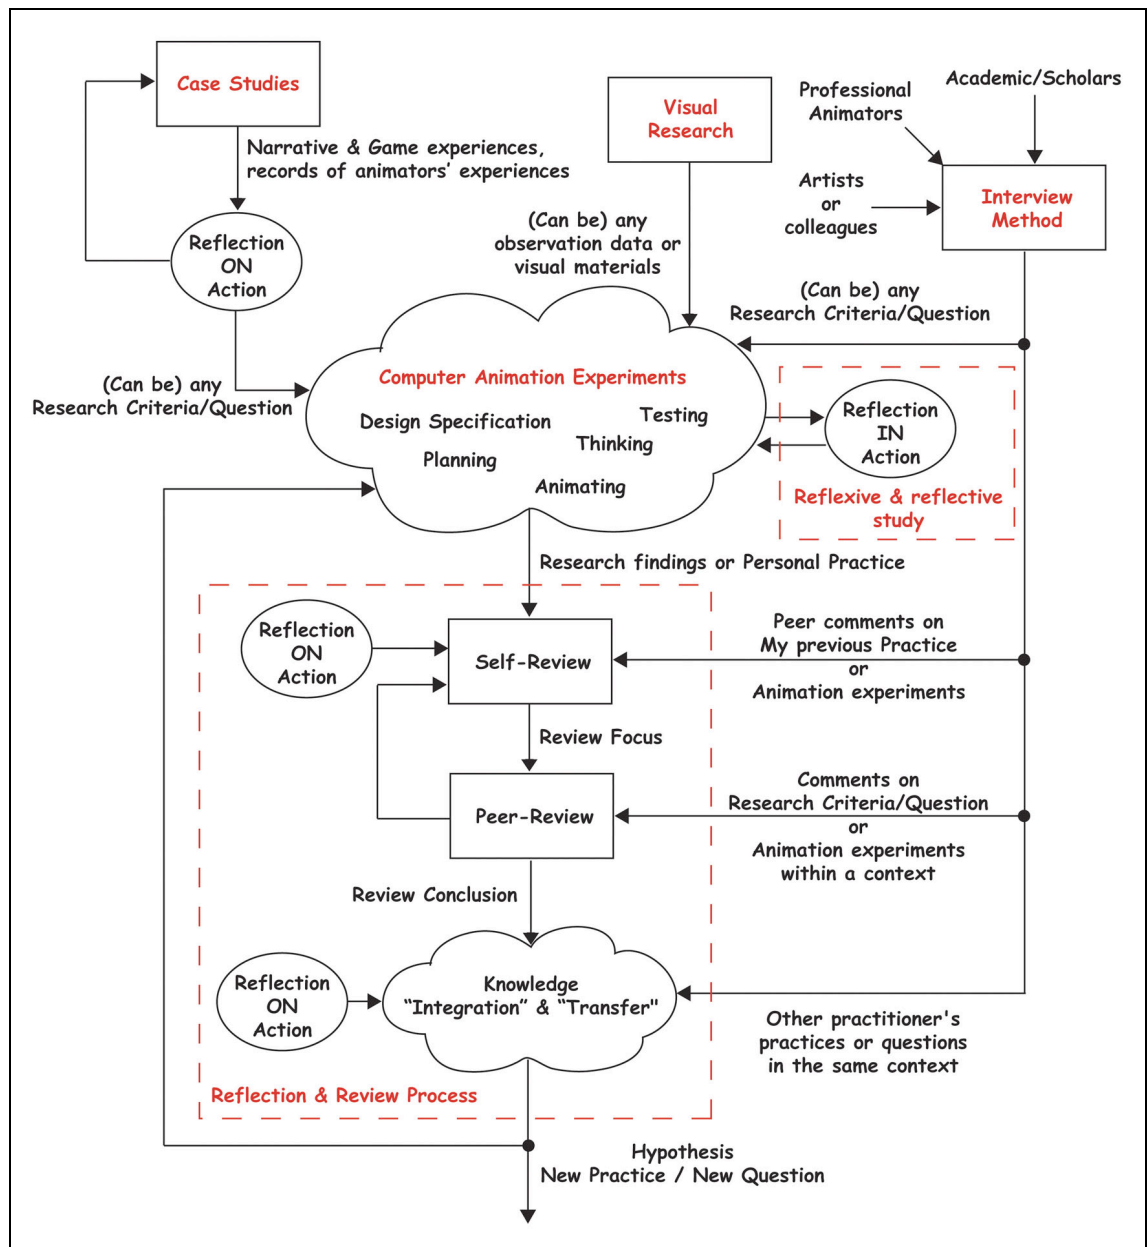 Case Studies
Narrative & Game experiences,
records of animators' experiences
Reflection
ON
Action
(Can be) any
Research Criteria/Question
Visual
Research
(Can be) any
observation data or
visual materials
Academic/Scholars
Professional
Animators
Artists
or
colleagues
Interview
Method
(Can be) any
Research Criteria/Question
Computer Animation Experiments
Design Specification
Testing
Thinking
Planning
Animating
Reflection
IN
Action
Reflexive & reflective
study
Research findings or Personal Practice
Reflection
ON
Action
Self-Review
Peer comments on
My previous Practice
or
Animation experiments
Review Focus
Peer-Review
Comments on
Research Criteria/Question
or
Animation experiments
within a context
Review Conclusion
Reflection
ON
Action
Knowledge
“Integration” & “Transfer"
Other practitioner's
practices or questions
in the same context
Reflection & Review Process
Hypothesis
New Practice / New Question